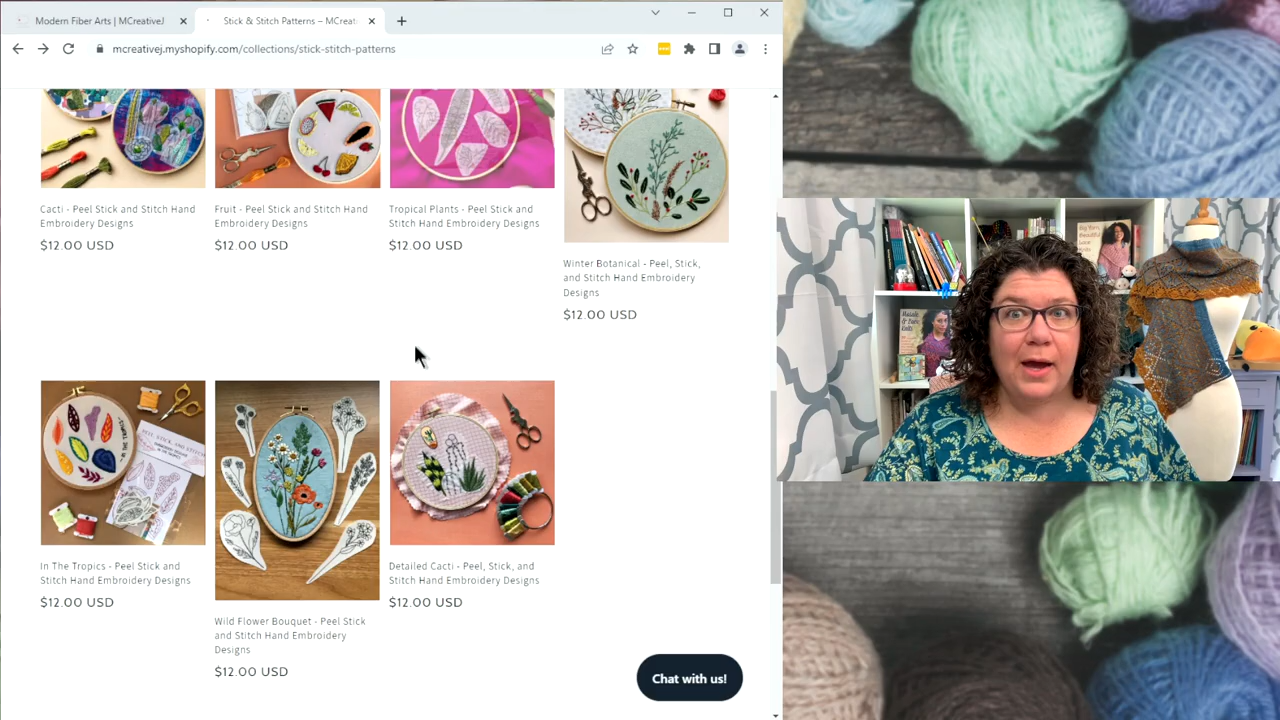 Modern Fiber Arts | MCreativeJ
Stick & Stitch Patterns – MCreat
mcreativej.myshopify.com/collections/stick-stitch-patterns
Cacti - Peel Stick and Stitch Hand
Embroidery Designs
$12.00 USD
Fruit - Peel Stick and Stitch Hand
Embroidery Designs
$12.00 USD
Tropical Plants - Peel Stick and
Stitch Hand Embroidery Designs
$12.00 USD
Winter Botanical - Peel, Stick,
and Stitch Hand Embroidery
Designs
$12.00 USD
In The Tropics - Peel Stick and
Stitch Hand Embroidery Designs
$12.00 USD
Wild Flower Bouquet - Peel Stick
and Stitch Hand Embroidery
Designs
$12.00 USD
Detailed Cacti - Peel, Stick, and
Stitch Hand Embroidery Designs
$12.00 USD
Chat with us!